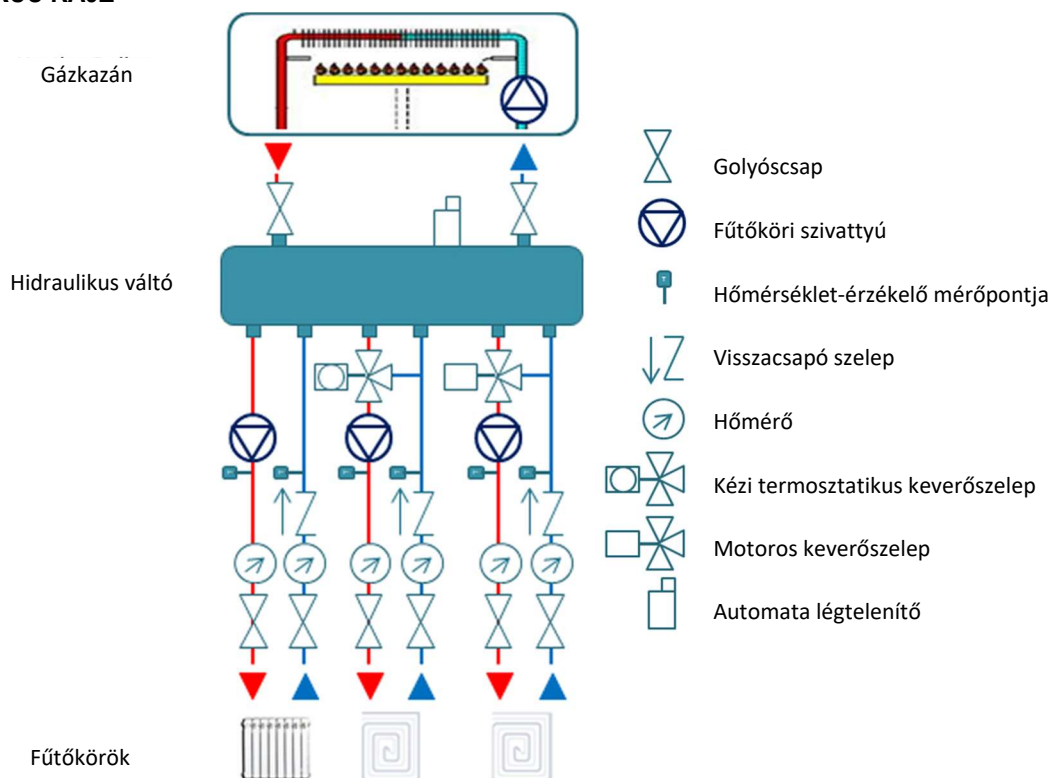 Gázkazán
Golyóscsap
Fűtőköri szivattyú
Hidraulikus váltó
Hőmérséklet-érzékelő mérőpontja
Visszacsapó szelep
Hőmérő
Kézi termosztatikus keverőszelep
Motoros keverőszelep
Automata légtelenítő
Fűtőkörök